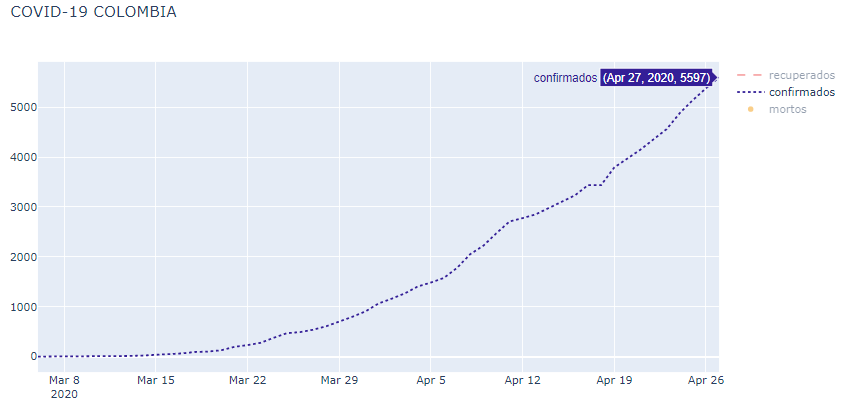 COVID-19 COLOMBIA
confirmados (Apr 27, 2020, 5597)
recuperados
confirmados
mortos
5000
4000
3000
2000
1000
0
Mar 8 Mar 15 Mar 22 Mar 29 Apr 5 Apr 12 Apr 19 Apr 26
2020